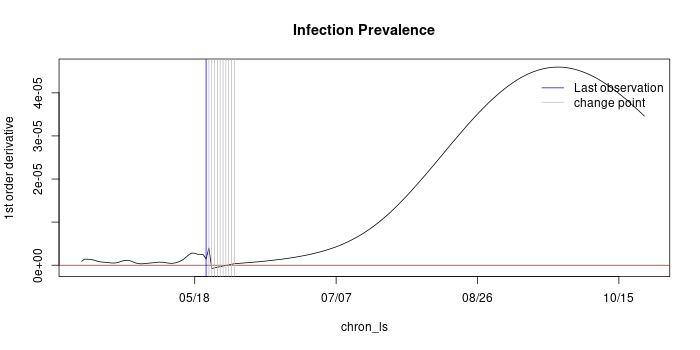 Infection Prevalence
1st order derivative
4e-05
3e-05
2e-05
0e+00
Last observation
change point
05/18
07/07
08/26
10/15
chron_ls